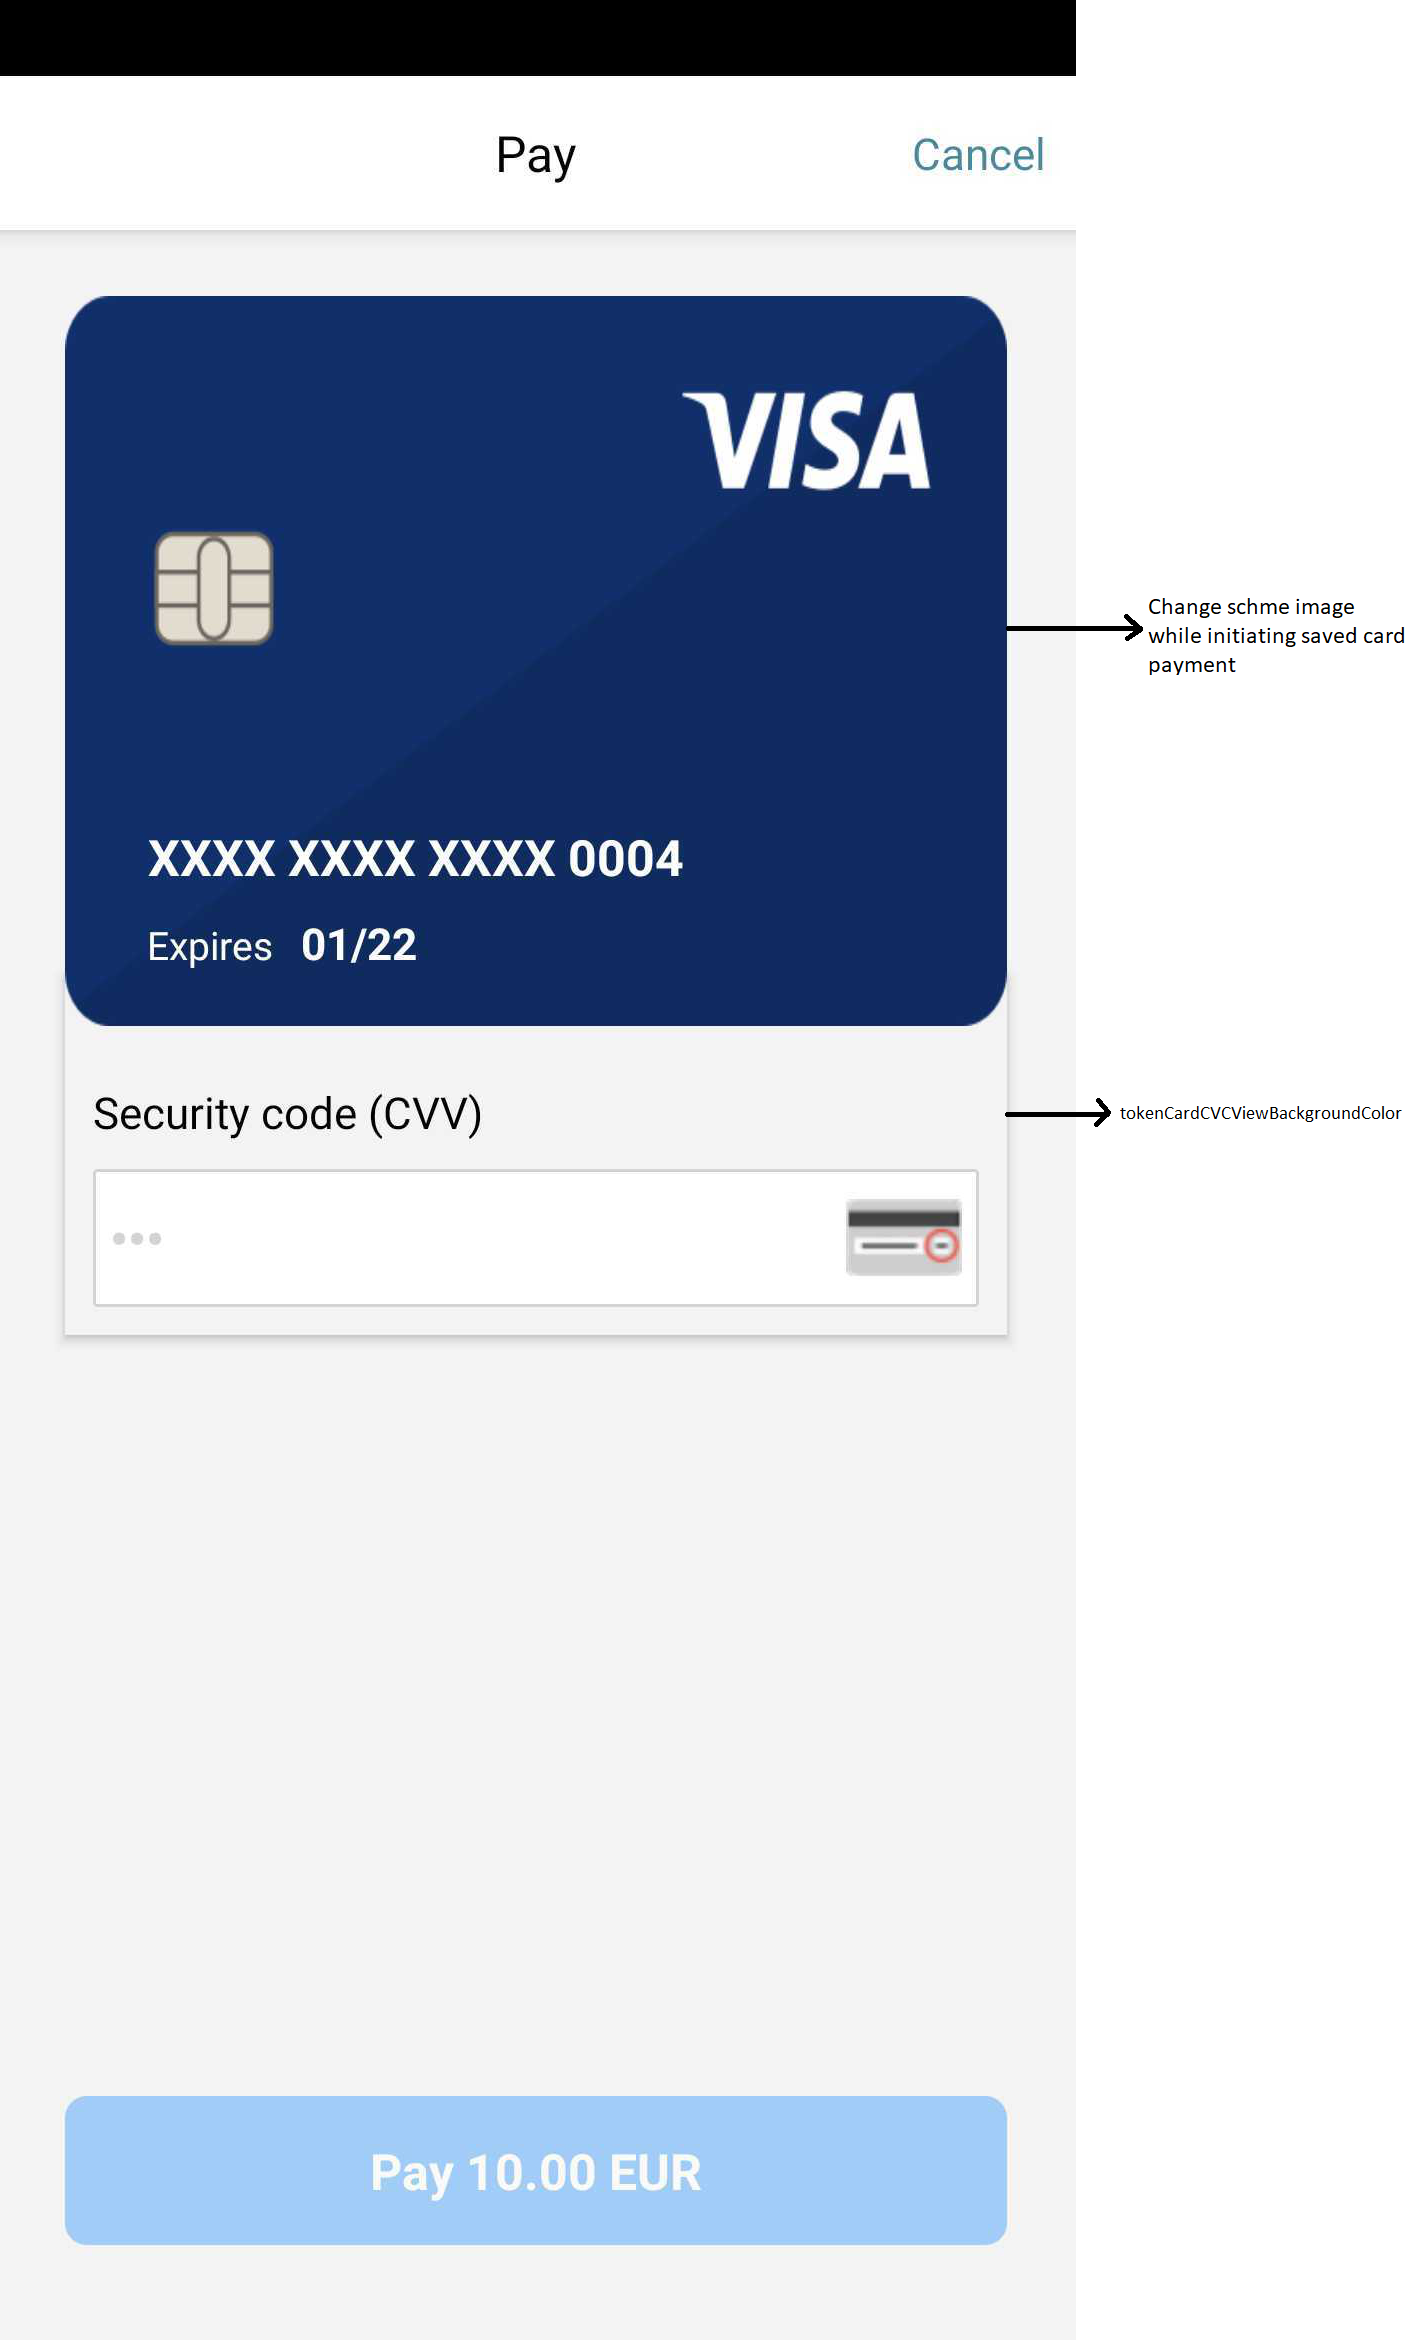 Pay
Cancel
VISA
Change schme image
while initiating saved card
payment
XXXX XXXX XXXX 0004
Expires 01/22
Security code (CVV)
tokenCardCVCViewBackgroundColor
Pay 10.00 EUR